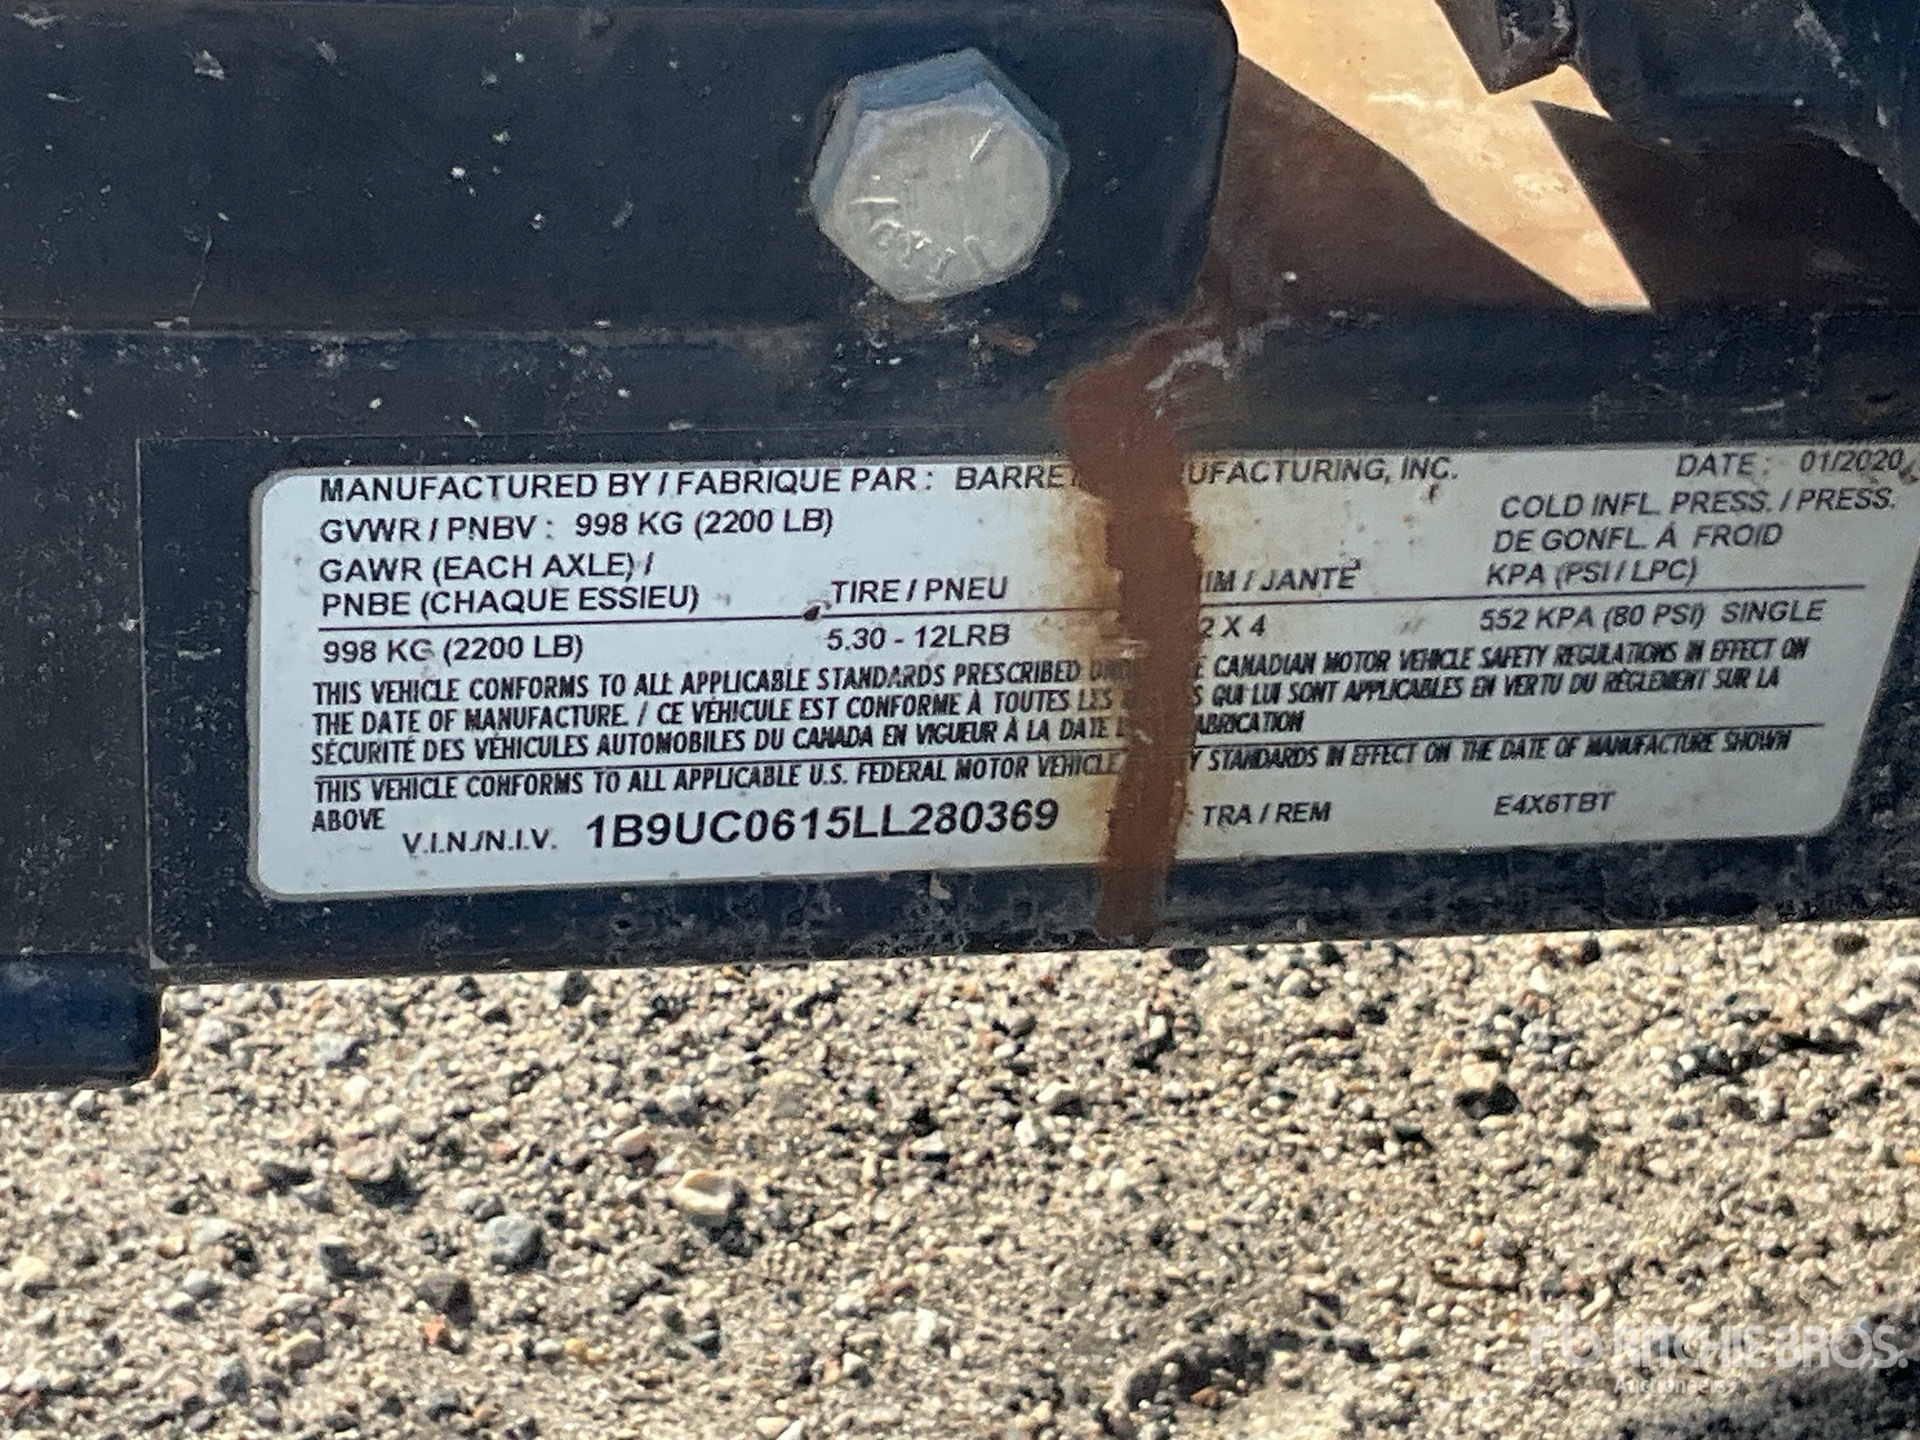 MANUFACTURED BY / FABRIQUE PAR : BARRE UFACTURING, INC. DATE : 01/2020
GVWR / PNBV : 998 KG (2200 LB) COLD INFL. PRESS. / PRESS.
DE GONFL. À FROID
GAWR (EACH AXLE) /
PNBE (CHAQUE ESSIEU) TIRE / PNEU IM / JANTE KPA (PSI / LPC)
998 KG (2200 LB) 5.30 - 12LRB 2 X 4 552 KPA (80 PSI) SINGLE
THIS VEHICLE CONFORMS TO ALL APPLICABLE STANDARDS PRESCRIBED CANADIAN MOTOR VEHICLE SAFETY REGULATIONS IN EFFECT ON
THE DATE OF MANUFACTURE. / CE VÉHICULE EST CONFORME À TOUTES LES QUI LUI SONT APPLICABLES EN VERTU DU RÈGLEMENT SUR LA
SÉCURITÉ DES VÉHICULES AUTOMOBILES DU CANADA EN VIGUEUR À LA DATE ABRICATION
THIS VEHICLE CONFORMS TO ALL APPLICABLE U.S. FEDERAL MOTOR VEHICLE Y STANDARDS IN EFFECT ON THE DATE OF MANUFACTURE SHOWN
ABOVE
V.I.N./N.I.V. 1B9UC0615LL280369 TRA / REM E4X6TBT
rb RITCHIE BROS.
Auctioneers